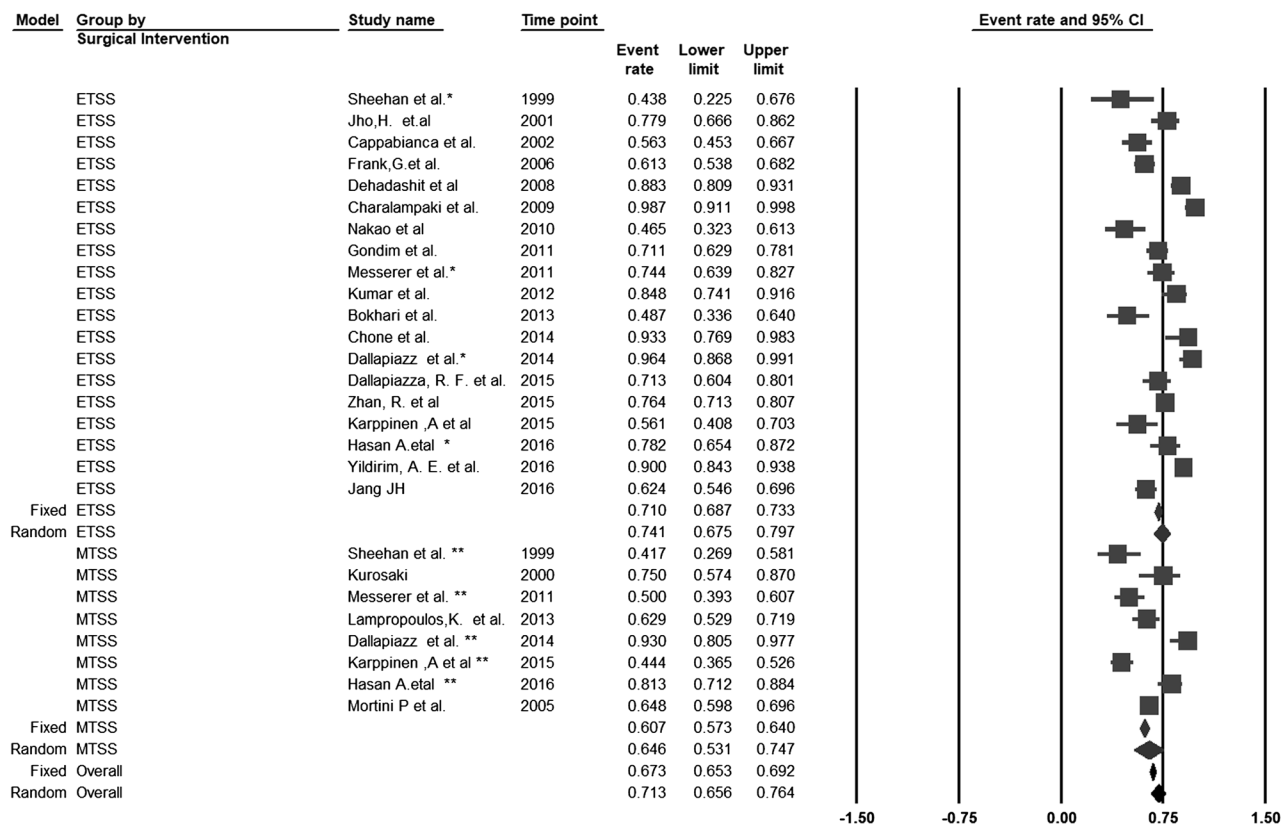 Model Group by Study name Time point Event rate and 95% CI
Surgical Intervention
Event Lower Upper
rate limit limit
ETSS Sheehan et al.* 1999 0.438 0.225 0.676
ETSS Jho,H. et.al 2001 0.779 0.666 0.862
ETSS Cappabianca et al. 2002 0.563 0.453 0.667
ETSS Frank,G.et al. 2006 0.613 0.538 0.682
ETSS Dehadashit et al 2008 0.883 0.809 0.931
ETSS Charalampaki et al. 2009 0.987 0.911 0.998
ETSS Nakao et al 2010 0.465 0.323 0.613
ETSS Gondim et al. 2011 0.711 0.629 0.781
ETSS Messerer et al.* 2011 0.744 0.639 0.827
ETSS Kumar et al. 2012 0.848 0.741 0.916
ETSS Bokhari et al. 2013 0.487 0.336 0.640
ETSS Chone et al. 2014 0.933 0.769 0.983
ETSS Dallapiazz et al.* 2014 0.964 0.868 0.991
ETSS Dallapiazza, R. F. et al. 2015 0.713 0.604 0.801
ETSS Zhan, R. et al 2015 0.764 0.713 0.807
ETSS Karppinen ,A et al 2015 0.561 0.408 0.703
ETSS Hasan A.etal * 2016 0.782 0.654 0.872
ETSS Yildirim, A. E. et al. 2016 0.900 0.843 0.938
ETSS Jang JH 2016 0.624 0.546 0.696
Fixed ETSS 0.710 0.687 0.733
Random ETSS 0.741 0.675 0.797
MTSS Sheehan et al. ** 1999 0.417 0.269 0.581
MTSS Kurosaki 2000 0.750 0.574 0.870
MTSS Messerer et al. ** 2011 0.500 0.393 0.607
MTSS Lampropoulos,K. et al. 2013 0.629 0.529 0.719
MTSS Dallapiazz et al. ** 2014 0.930 0.805 0.977
MTSS Karppinen ,A et al ** 2015 0.444 0.365 0.526
MTSS Hasan A.etal ** 2016 0.813 0.712 0.884
MTSS Mortini P et al. 2005 0.648 0.598 0.696
Fixed MTSS 0.607 0.573 0.640
Random MTSS 0.646 0.531 0.747
Fixed Overall 0.673 0.653 0.692
Random Overall 0.713 0.656 0.764
-1.50 -0.75 0.00 0.75 1.50